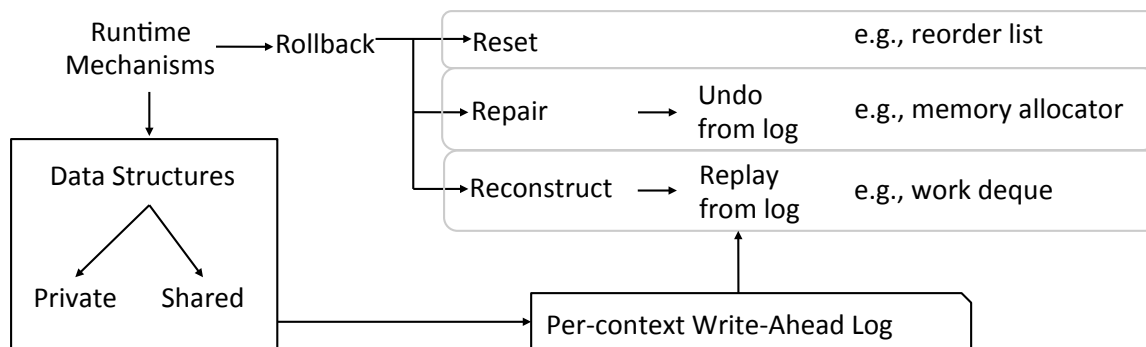 Runtime
Mechanisms
Rollback
Reset
e.g., reorder list
Repair
Undo
from log
e.g., memory allocator
Data Structures
Reconstruct
Replay
from log
e.g., work deque
Private
Shared
Per-context Write-Ahead Log